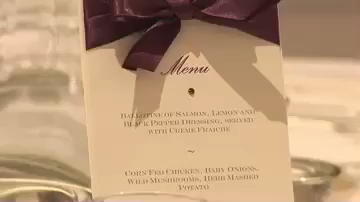 Menu
Ballotine of Salmon, Lemon and
Black Pepper Dressing, served
with Crème Fraiche
~
Corn Fed Chicken, Baby Onions,
Wild Mushrooms, Herb Mashed
Potato